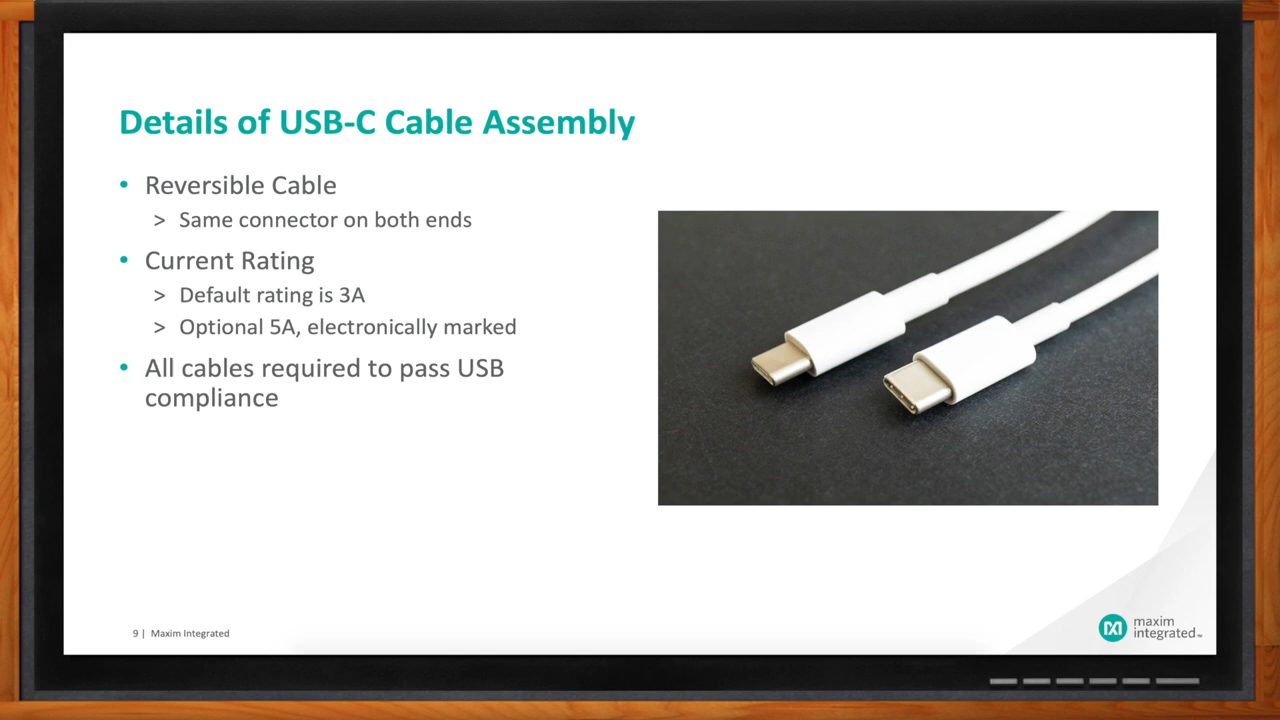 Details of USB-C Cable Assembly
• Reversible Cable
> Same connector on both ends
• Current Rating
> Default rating is 3A
> Optional 5A, electronically marked
• All cables required to pass USB
compliance
9 | Maxim Integrated
maxim
integrated™